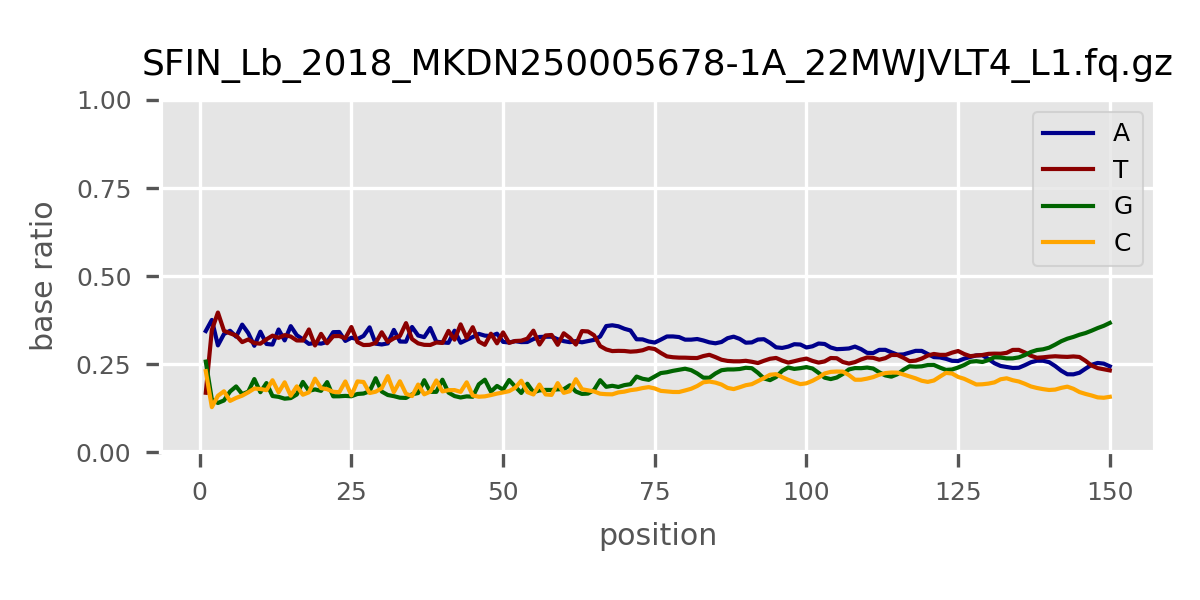 SFIN_Lb_2018_MKDN250005678-1A_22MWJVLT4_L1.fq.gz
1.00
0.75
0.50
0.25
0.00
base ratio
A
T
G
C
0 25 50 75 100 125 150
position